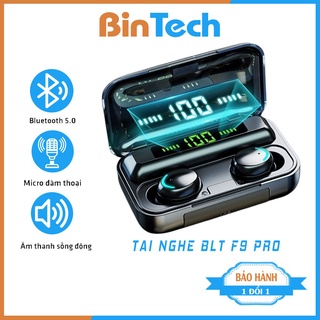 BinTech
Bluetooth 5.0
Micro đàm thoại
Âm thanh sống động
100
100
TAI NGHE BLT F9 PRO
BẢO HÀNH
1 ĐỔI 1